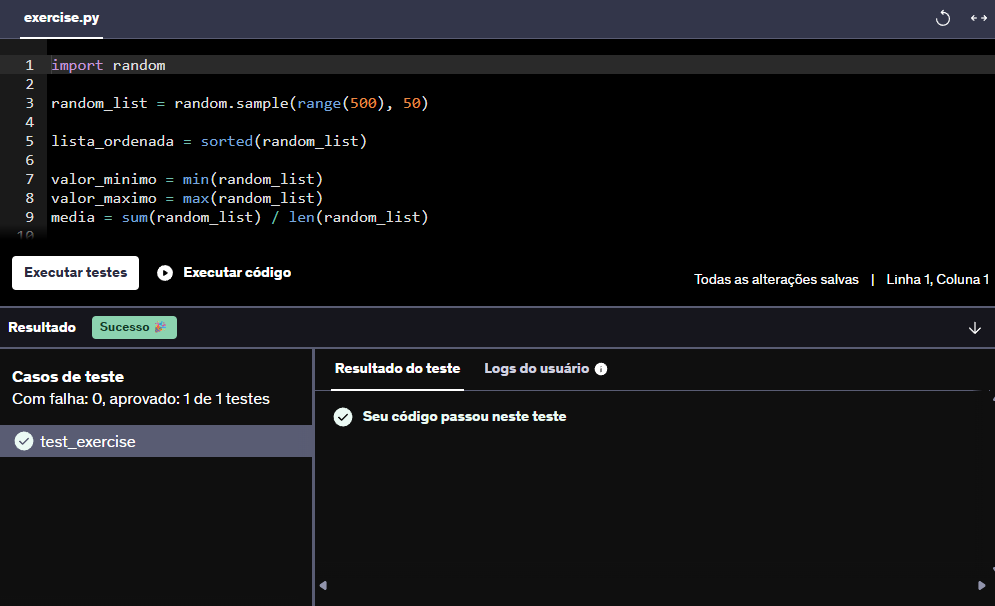 exercise.py
1 import random
2
3 random_list = random.sample(range(500), 50)
4
5 lista_ordenada = sorted(random_list)
6
7 valor_minimo = min(random_list)
8 valor_maximo = max(random_list)
9 media = sum(random_list) / len(random_list)
10
Executar testes Executar código
Todas as alterações salvas | Linha 1, Coluna 1
Resultado Sucesso 🎉
Casos de teste
Com falha: 0, aprovado: 1 de 1 testes
test_exercise
Resultado do teste Logs do usuário
Seu código passou neste teste